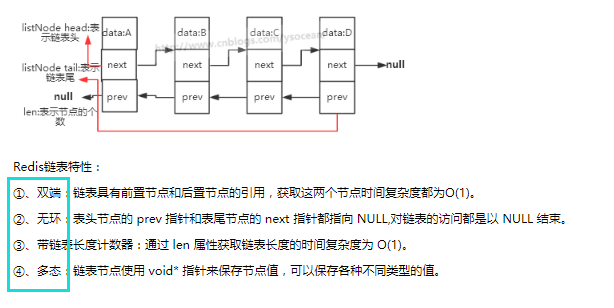 listNode head:表
示链表头
data:A data:B data:C data:D
http://www.cnblogs.com/ysocean
listNode tail:表示
链表尾
next next next next null
null prev prev prev prev
len:表示节点的个
数
Redis链表特性：
①、双端：链表具有前置节点和后置节点的引用，获取这两个节点时间复杂度都为O(1)。
②、无环：表头节点的 prev 指针和表尾节点的 next 指针都指向 NULL,对链表的访问都是以 NULL 结束。
③、带链表长度计数器：通过 len 属性获取链表长度的时间复杂度为 O(1)。
④、多态：链表节点使用 void* 指针来保存节点值，可以保存各种不同类型的值。